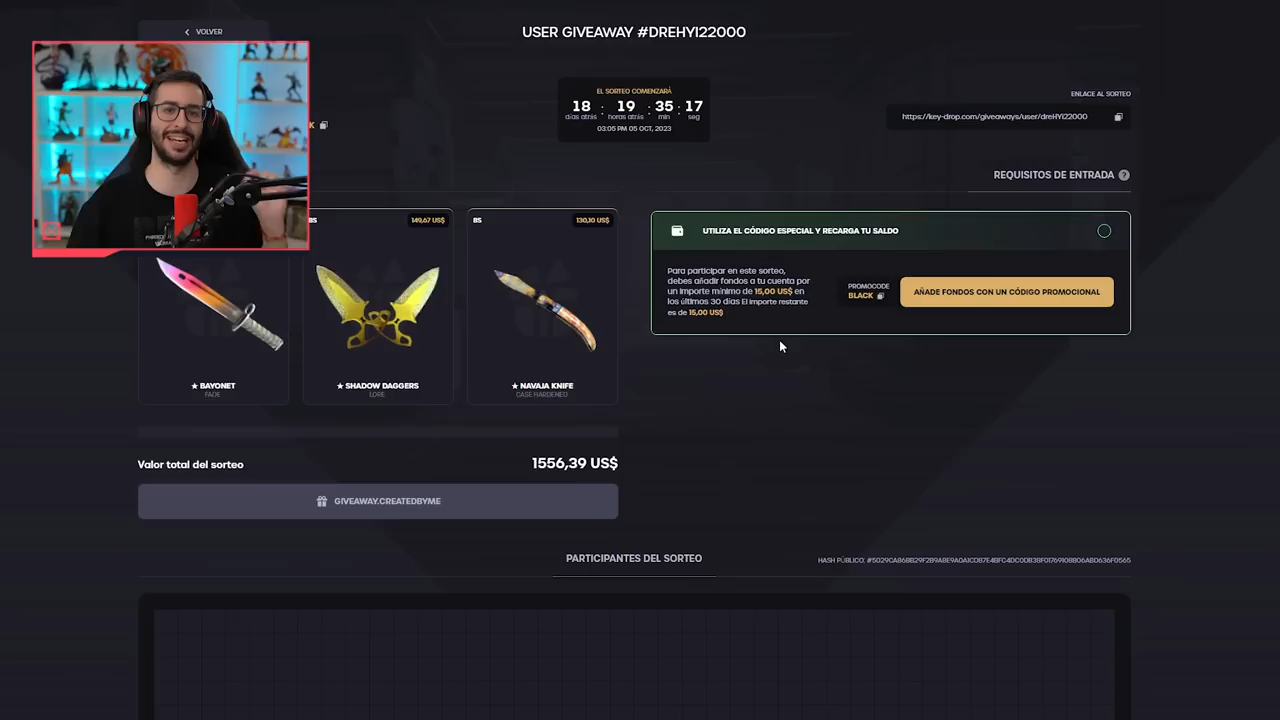 VOLVER
USER GIVEAWAY #DREHYI22000
EL SORTEO COMENZARÁ
18 : 19 : 35 : 17
días atrás horas atrás min seg
03:05 PM 05 OCT, 2023
ENLACE AL SORTEO
https://key-drop.com/giveaways/user/dreHYI22000
K
REQUISITOS DE ENTRADA ?
BS 149,67 US$
BS 130,10 US$
★ BAYONET
FADE
★ SHADOW DAGGERS
LORE
★ NAVAJA KNIFE
CASE HARDENED
UTILIZA EL CÓDIGO ESPECIAL Y RECARGA TU SALDO
Para participar en este sorteo,
debes añadir fondos a tu cuenta por
un importe mínimo de 15,00 US$ en
los últimas 30 días El importe restante
es de 15,00 US$
PROMOCODE
BLACK
AÑADE FONDOS CON UN CÓDIGO PROMOCIONAL
Valor total del sorteo 1556,39 US$
GIVEAWAY.CREATEDBYME
PARTICIPANTES DEL SORTEO
HASH PÚBLICO: